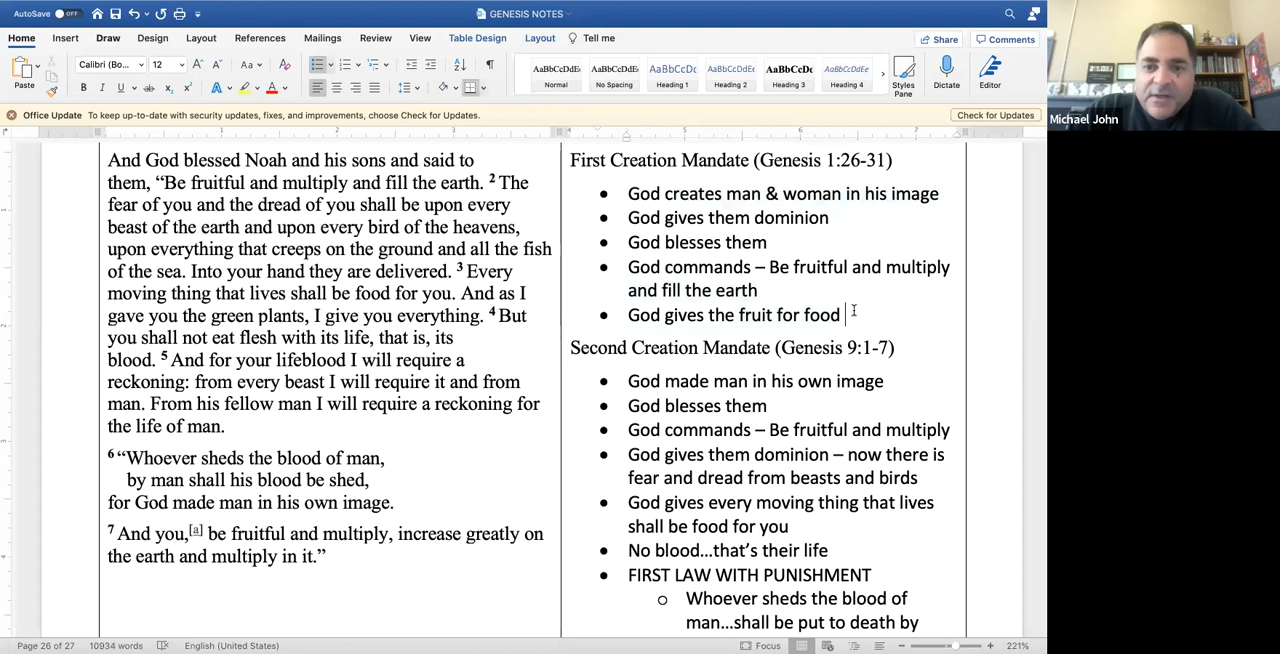 AutoSave OFF
GENESIS NOTES
Home Insert Draw Design Layout References Mailings Review View Table Design Layout Tell me
Share Comments
Paste
Calibri (Bo... 12
AaBbCcDdEe Normal
AaBbCcDdEe No Spacing
AaBbCcDc Heading 1
AaBbCcDdEe Heading 2
AaBbCcDc Heading 3
AaBbCcDdEe Heading 4
Styles Pane
Dictate
Editor
Office Update To keep up-to-date with security updates, fixes, and improvements, choose Check for Updates.
Check for Updates
Michael John
And God blessed Noah and his sons and said to
them, “Be fruitful and multiply and fill the earth. 2 The
fear of you and the dread of you shall be upon every
beast of the earth and upon every bird of the heavens,
upon everything that creeps on the ground and all the fish
of the sea. Into your hand they are delivered. 3 Every
moving thing that lives shall be food for you. And as I
gave you the green plants, I give you everything. 4 But
you shall not eat flesh with its life, that is, its
blood. 5 And for your lifeblood I will require a
reckoning: from every beast I will require it and from
man. From his fellow man I will require a reckoning for
the life of man.
6 “Whoever sheds the blood of man,
by man shall his blood be shed,
for God made man in his own image.
7 And you,[a] be fruitful and multiply, increase greatly on
the earth and multiply in it.”
First Creation Mandate (Genesis 1:26-31)
• God creates man & woman in his image
• God gives them dominion
• God blesses them
• God commands – Be fruitful and multiply
and fill the earth
• God gives the fruit for food
Second Creation Mandate (Genesis 9:1-7)
• God made man in his own image
• God blesses them
• God commands – Be fruitful and multiply
• God gives them dominion – now there is
fear and dread from beasts and birds
• God gives every moving thing that lives
shall be food for you
• No blood...that’s their life
• FIRST LAW WITH PUNISHMENT
o Whoever sheds the blood of
man...shall be put to death by
Page 26 of 27 10934 words English (United States)
Focus
221%